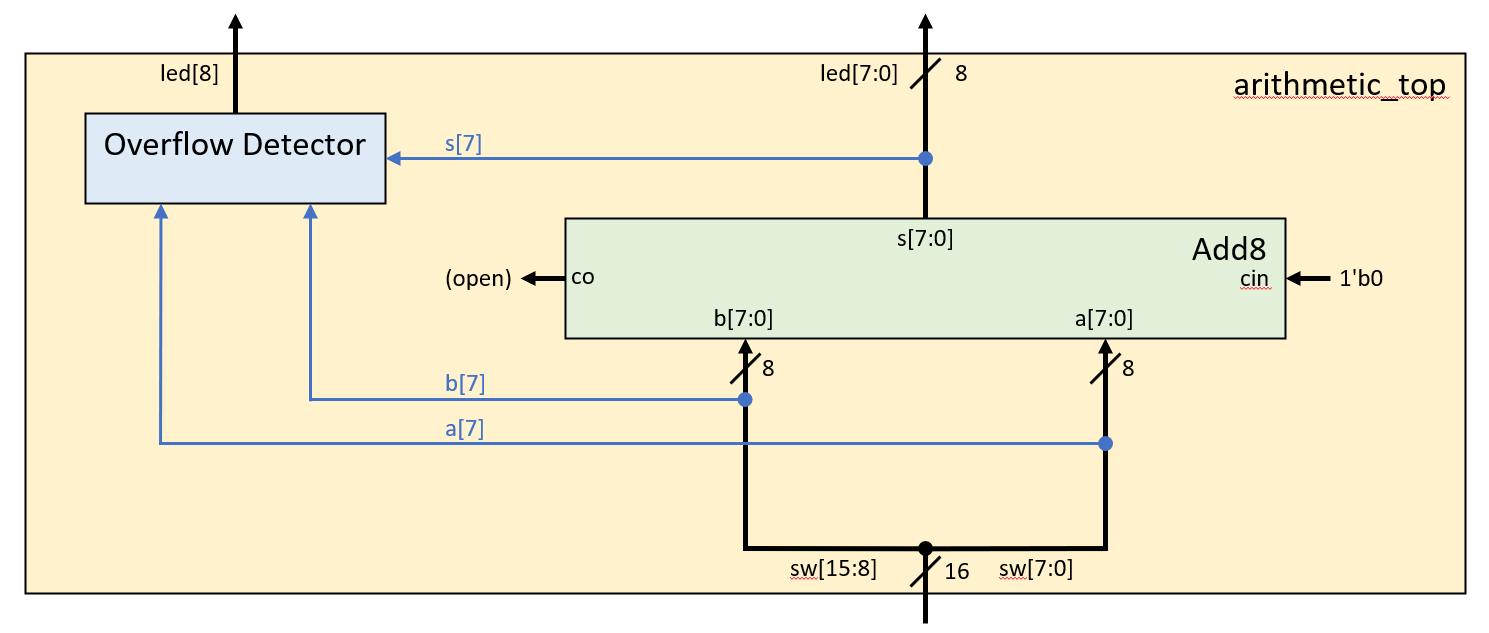 led[8]
led[7:0]
8
arithmetic_top
Overflow Detector
s[7]
s[7:0]
Add8
(open)
co
cin
1'b0
b[7:0]
a[7:0]
8
8
b[7]
a[7]
sw[15:8]
16
sw[7:0]